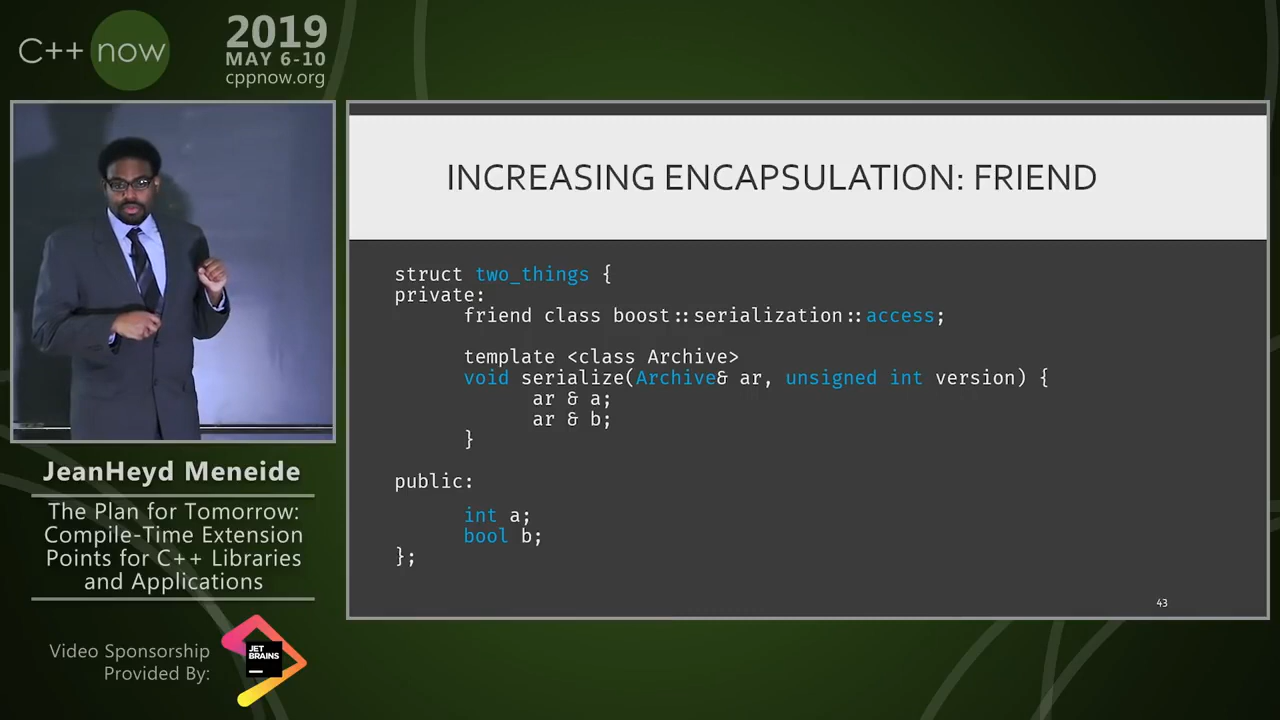 C++ now
2019
MAY 6-10
cppnow.org
INCREASING ENCAPSULATION: FRIEND
struct two_things {
private:
friend class boost::serialization::access;
template <class Archive>
void serialize(Archive& ar, unsigned int version) {
ar & a;
ar & b;
}
public:
int a;
bool b;
};
43
JeanHeyd Meneide
The Plan for Tomorrow:
Compile-Time Extension
Points for C++ Libraries
and Applications
Video Sponsorship
Provided By:
JET
BRAINS